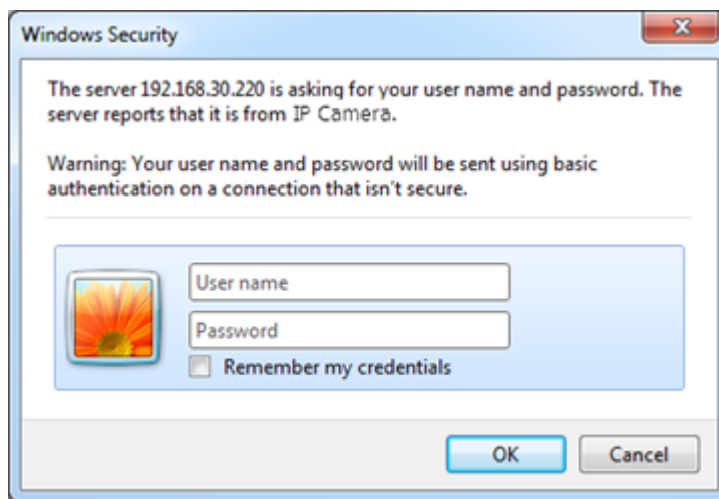 Windows Security
The server 192.168.30.220 is asking for your user name and password. The
server reports that it is from IP Camera.
Warning: Your user name and password will be sent using basic
authentication on a connection that isn't secure.
User name
Password
Remember my credentials
OK
Cancel